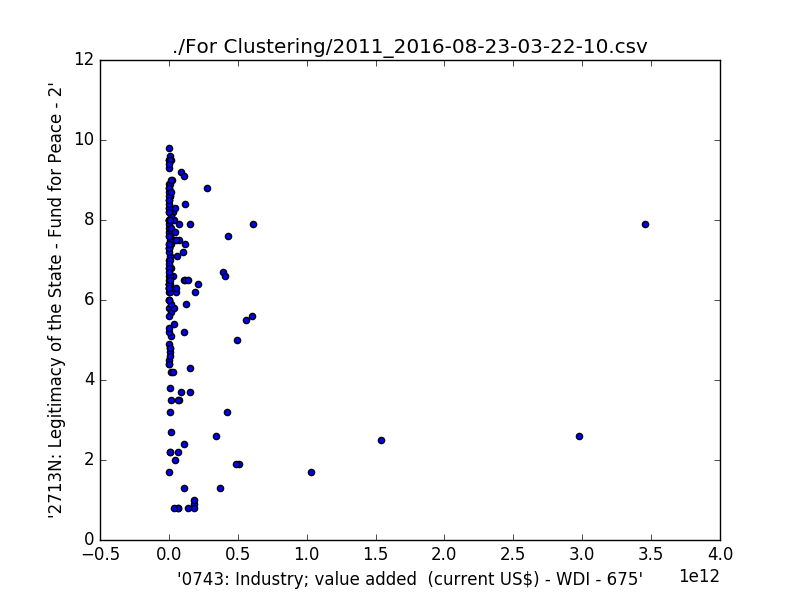 ./For Clustering/2011_2016-08-23-03-22-10.csv
'2713N: Legitimacy of the State - Fund for Peace - 2'
12
10
8
6
4
2
0
−0.5 0.0 0.5 1.0 1.5 2.0 2.5 3.0 3.5 4.0
1e12
'0743: Industry; value added  (current US$) - WDI - 675'